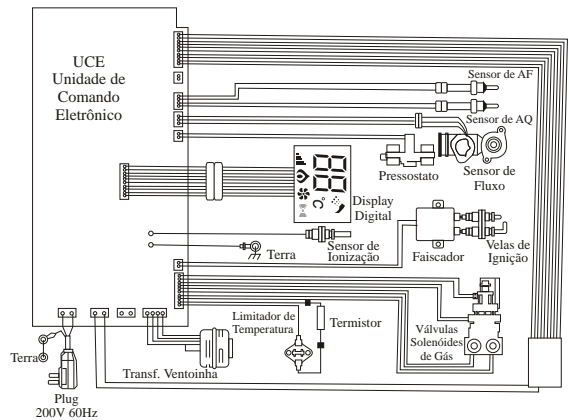 UCE
Unidade de
Comando
Eletrônico
Sensor de AF
Sensor de AQ
Pressostato
Sensor de
Fluxo
88
Display
Digital
Sensor de
Ionização
Terra
Faiscador
Velas de
Ignição
Limitador de
Temperatura
Termistor
Válvulas
Solenóides
de Gás
Transf. Ventoinha
Terra
Plug
200V 60Hz